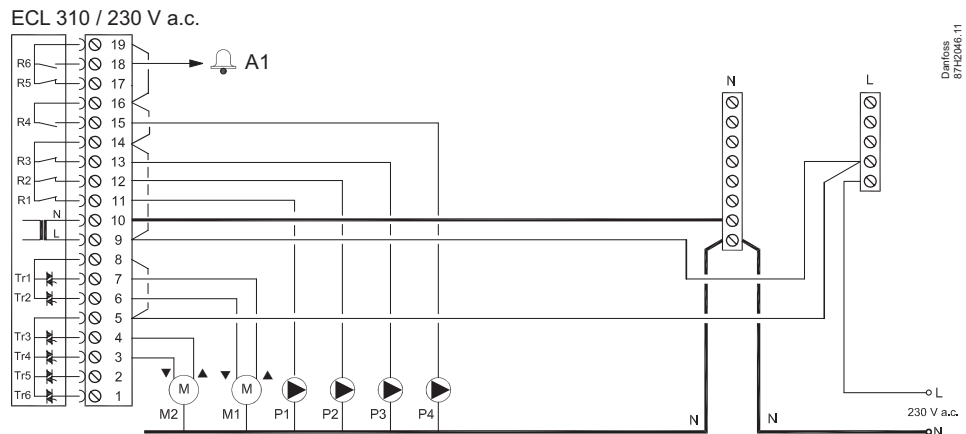 ECL 310 / 230 V a.c.
Danfoss
87H2046.11
19
R6 18 A1
R5 17
16
R4 15
14
R3 13
R2 12
R1 11
N 10
L 9
8
Tr1 7
Tr2 6
5
Tr3 4
Tr4 3
Tr5 2
Tr6 1
N L
M M
M2 M1 P1 P2 P3 P4
N N
L
230 V a.c.
N